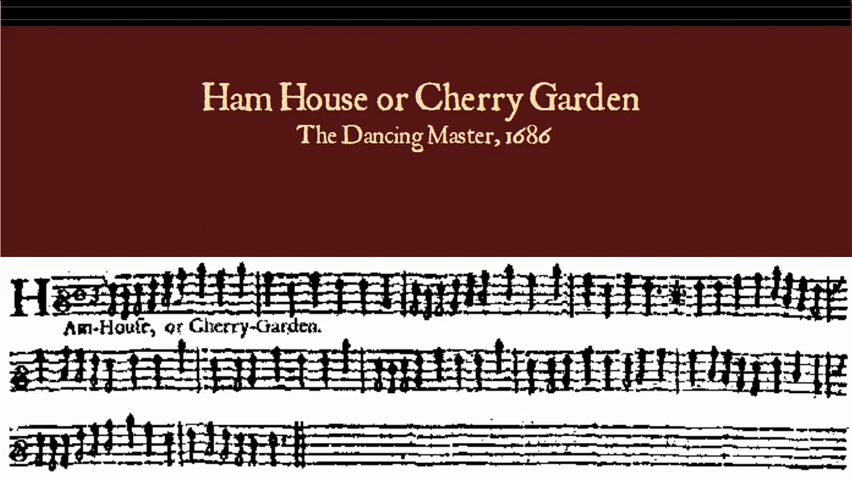 Ham House or Cherry Garden
The Dancing Master, 1686
H
Am-Houſe, or Cherry-Garden.